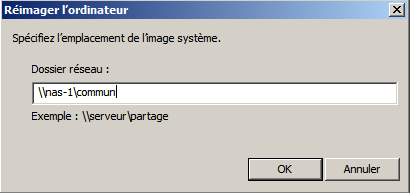 Réimager l'ordinateur
Spécifiez l'emplacement de l'image système.
Dossier réseau :
\\nas-1\commun
Exemple : \\serveur\partage
OK
Annuler